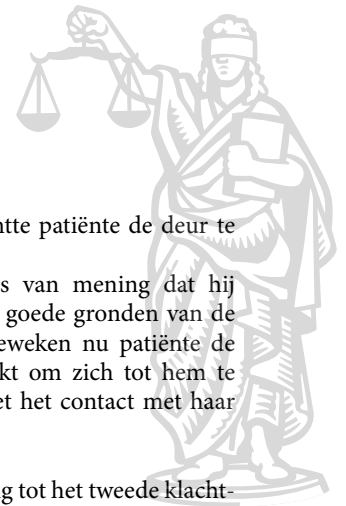 ntte patiënte de deur te
s van mening dat hij
goede gronden van de
eweken nu patiënte de
kt om zich tot hem te
et het contact met haar
g tot het tweede klacht-